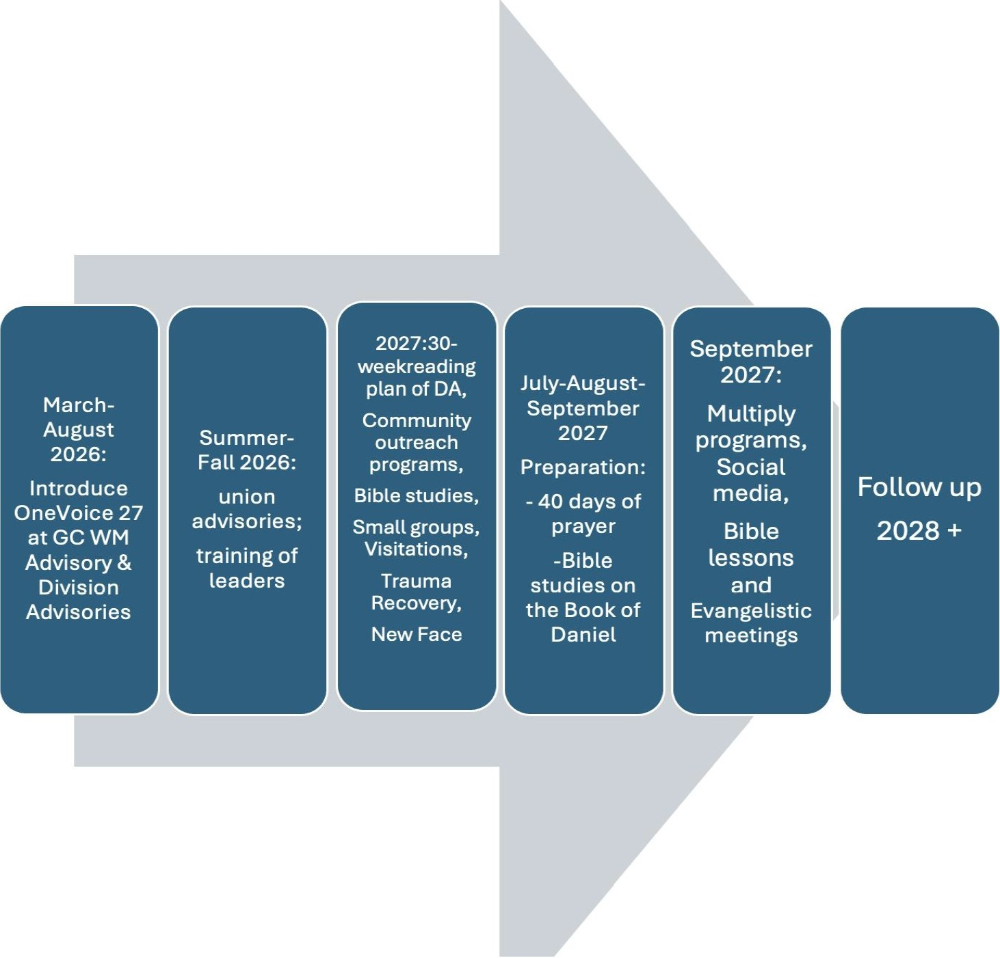 March-
August
2026:
Introduce
OneVoice 27
at GC WM
Advisory &
Division
Advisories
Summer-
Fall 2026:
union
advisories;
training of
leaders
2027:30-
weekreading
plan of DA,
Community
outreach
programs,
Bible studies,
Small groups,
Visitations,
Trauma
Recovery,
New Face
July-August-
September
2027
Preparation:
- 40 days of
prayer
-Bible
studies on
the Book of
Daniel
September
2027:
Multiply
programs,
Social
media,
Bible
lessons
and
Evangelistic
meetings
Follow up
2028 +